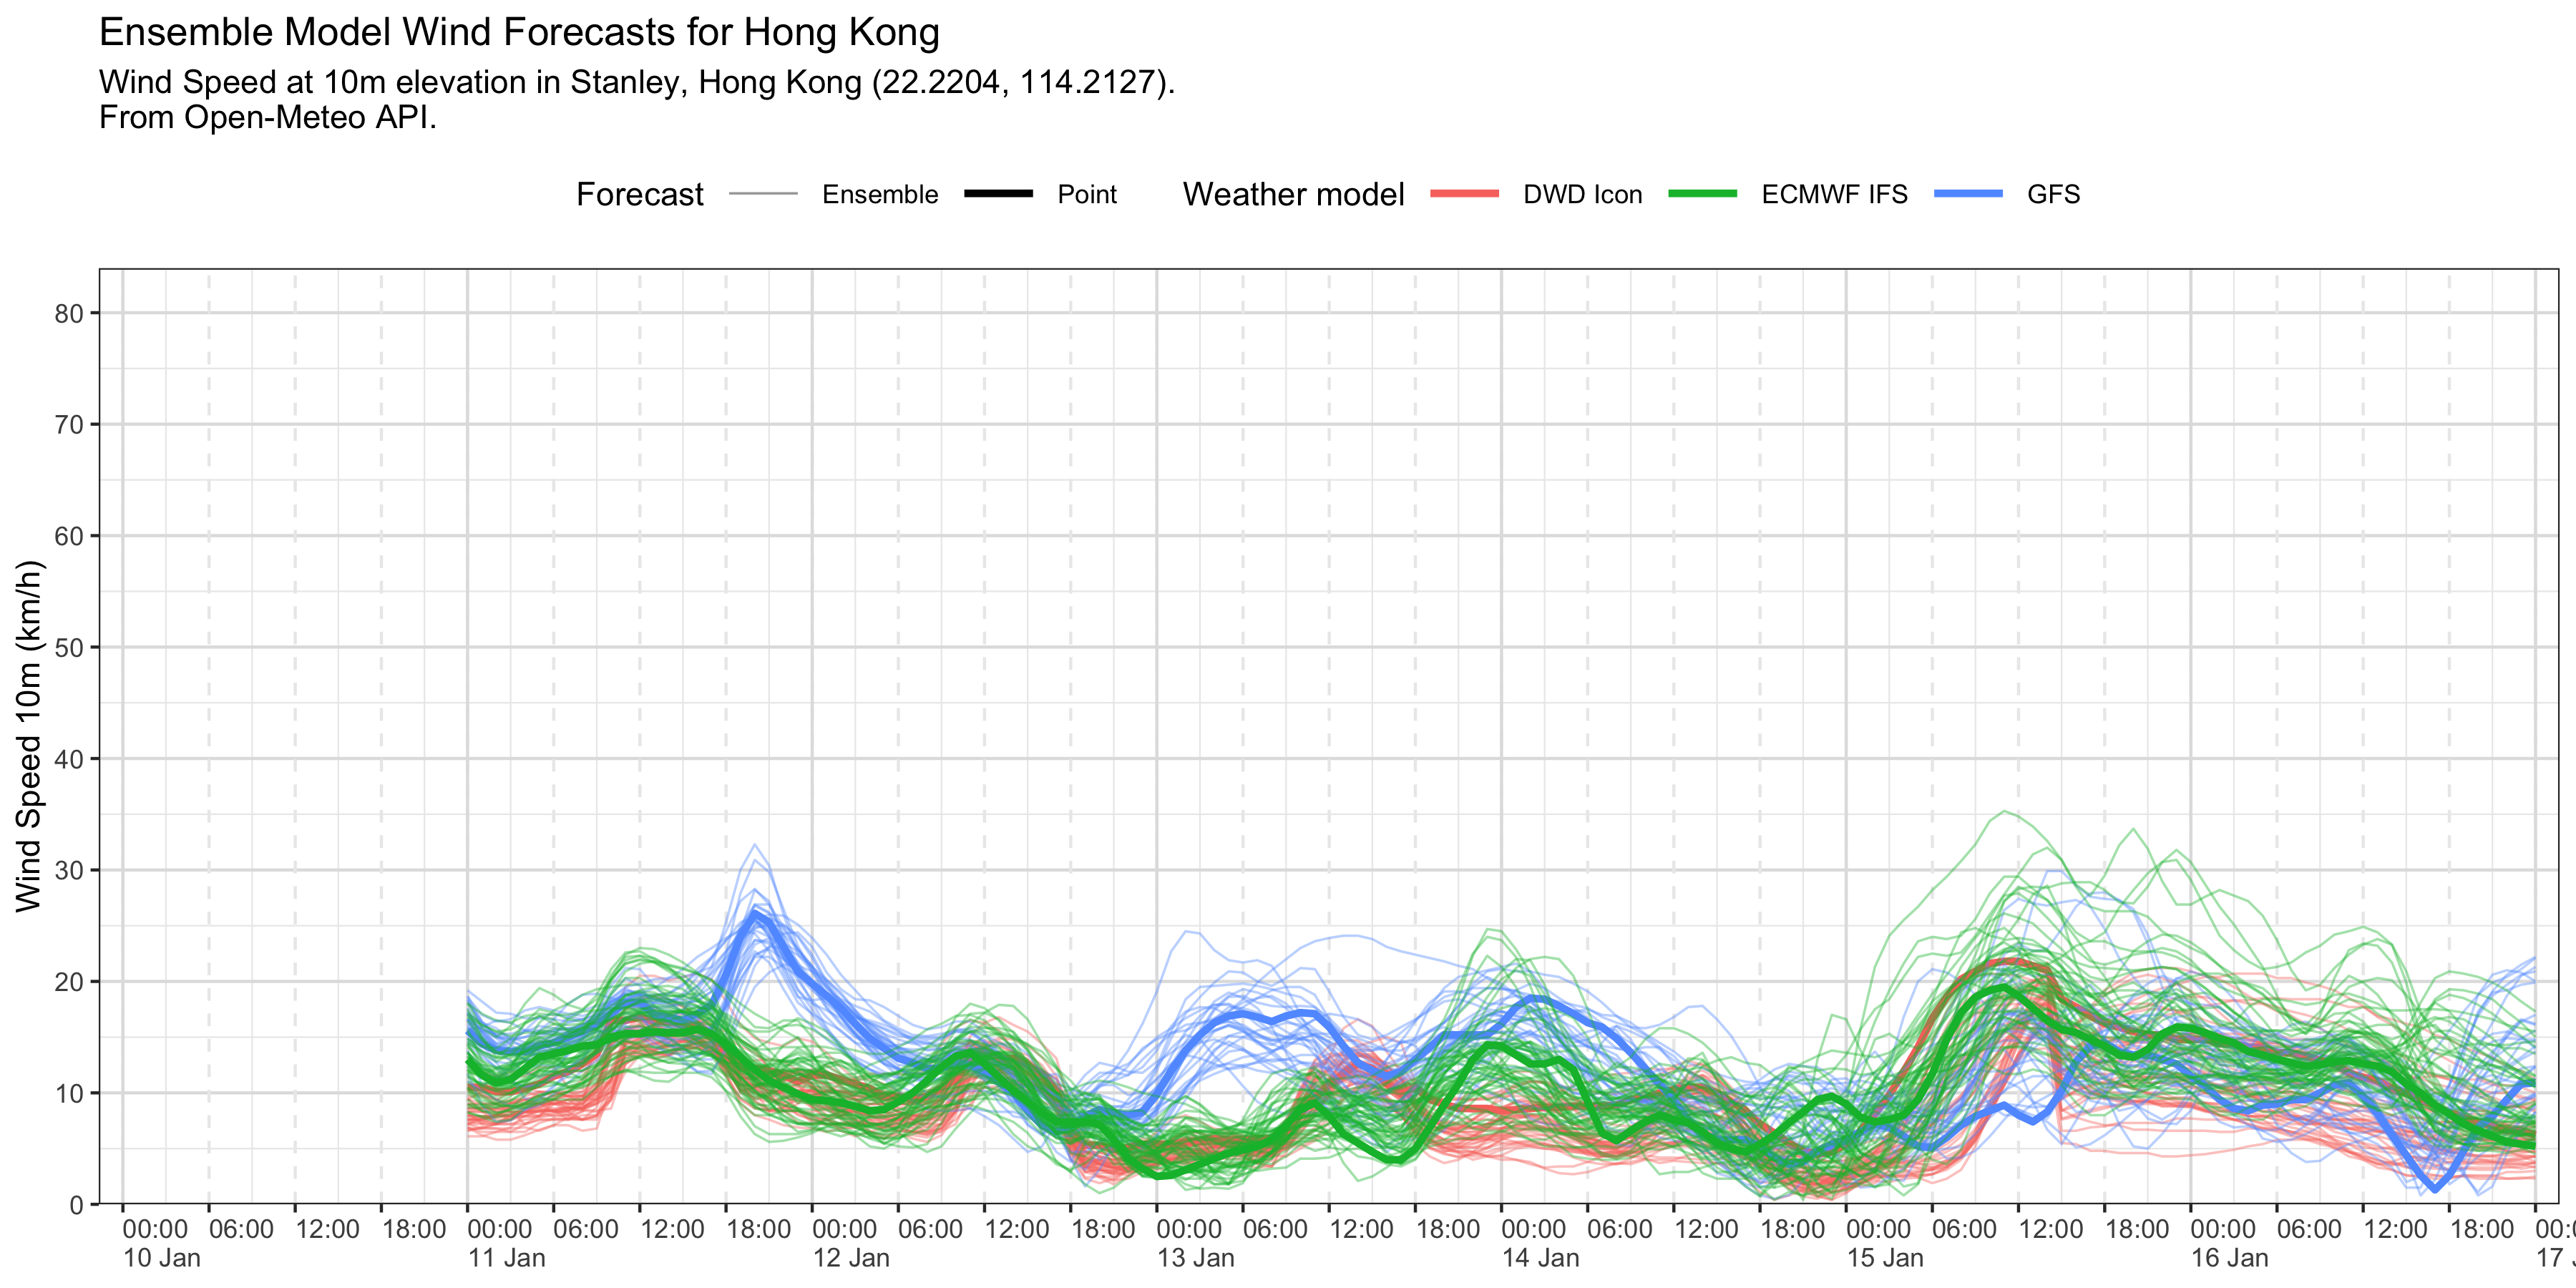 Ensemble Model Wind Forecasts for Hong Kong
Wind Speed at 10m elevation in Stanley, Hong Kong (22.2204, 114.2127).
From Open-Meteo API.
Forecast Ensemble Point Weather model DWD Icon ECMWF IFS GFS
Wind Speed 10m (km/h)
80
70
60
50
40
30
20
10
0
00:00 06:00 12:00 18:00 00:00 06:00 12:00 18:00 00:00 06:00 12:00 18:00 00:00 06:00 12:00 18:00 00:00 06:00 12:00 18:00 00:00 06:00 12:00 18:00 00:00 06:00 12:00 18:00
10 Jan 11 Jan 12 Jan 13 Jan 14 Jan 15 Jan 16 Jan 17